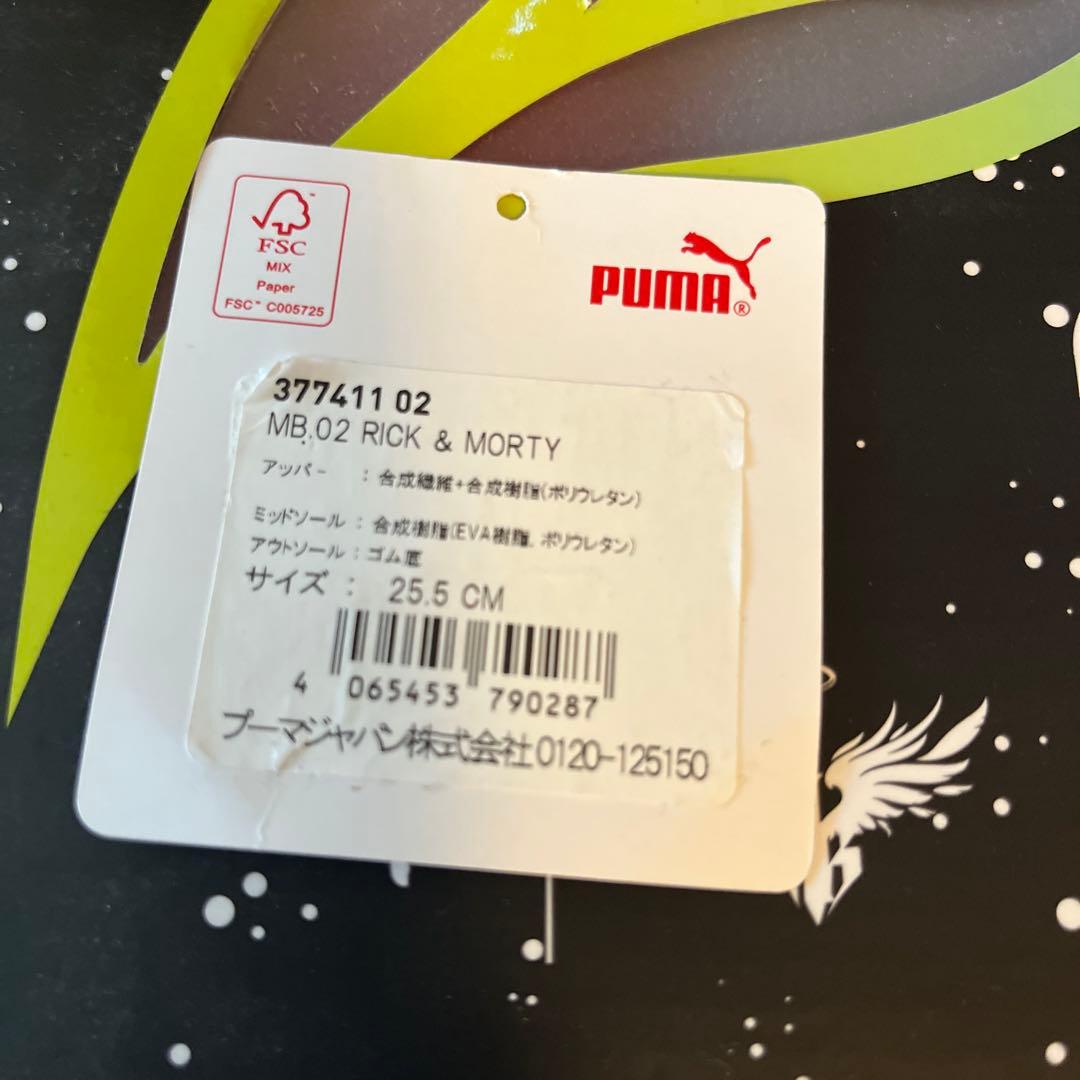 FSC
MIX
Paper
FSC™ C005725
PUMA®
377411 02
MB.02 RICK & MORTY
アッパー : 合成繊維+合成樹脂(ポリウレタン)
ミッドソール : 合成樹脂(EVA樹脂、ポリウレタン)
アウトソール : ゴム底
サイズ : 25.5 CM
4 065453 790287
プーマジャパン株式会社0120-125150